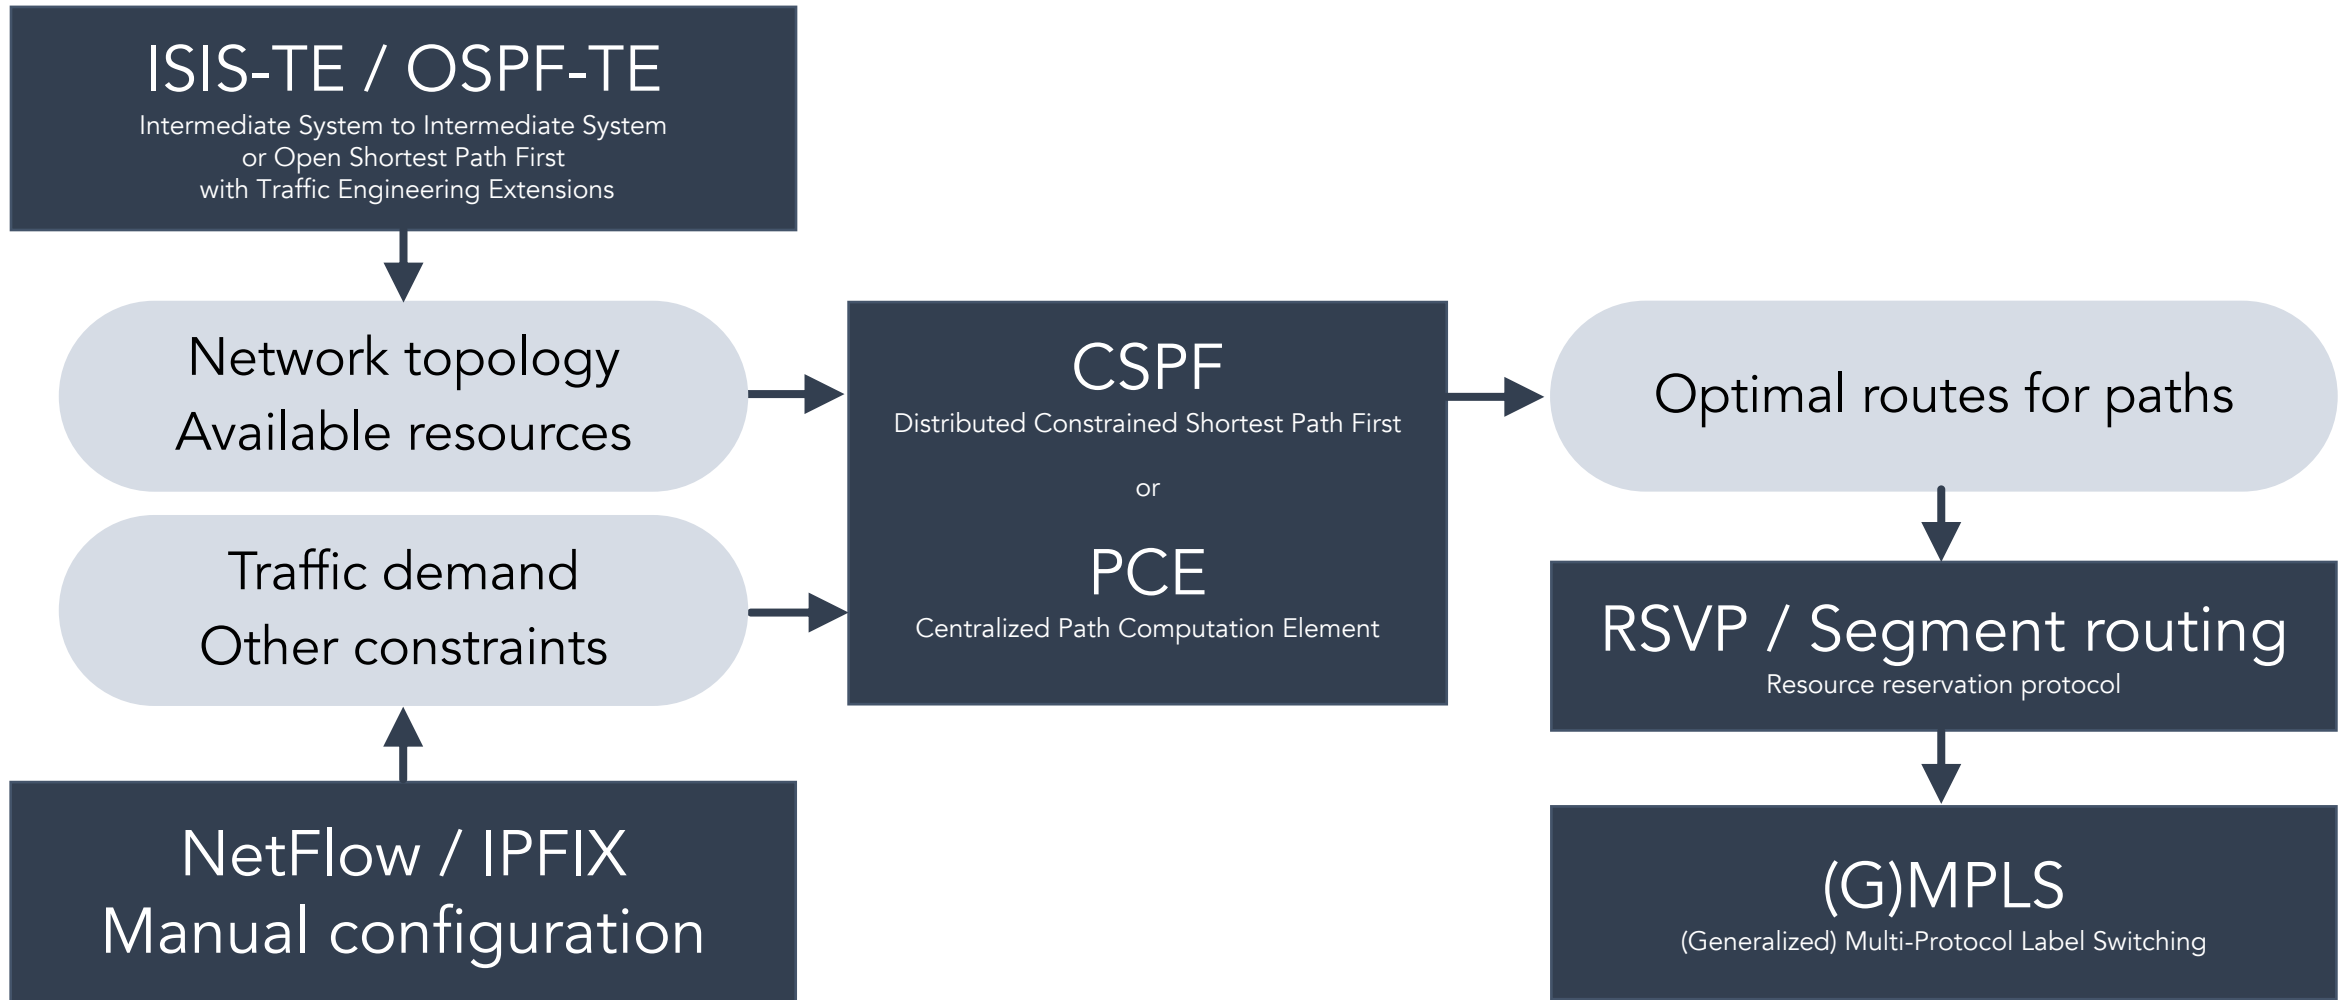 ISIS-TE / OSPF-TE
Intermediate System to Intermediate System
or Open Shortest Path First
with Traffic Engineering Extensions
Network topology
Available resources
Traffic demand
Other constraints
NetFlow / IPFIX
Manual configuration
CSPF
Distributed Constrained Shortest Path First
or
PCE
Centralized Path Computation Element
Optimal routes for paths
RSVP / Segment routing
Resource reservation protocol
(G)MPLS
(Generalized) Multi-Protocol Label Switching